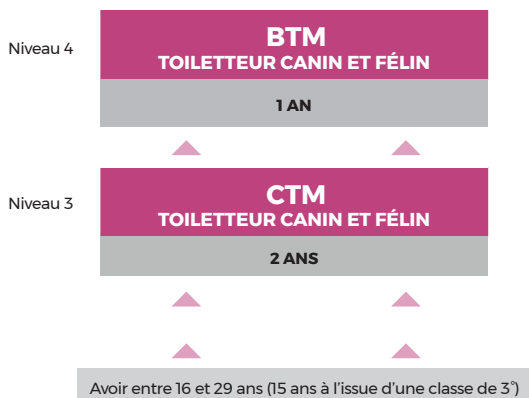 Niveau 4
BTM
TOILETTEUR CANIN ET FÉLIN
1 AN
Niveau 3
CTM
TOILETTEUR CANIN ET FÉLIN
2 ANS
Avoir entre 16 et 29 ans (15 ans à l'issue d'une classe de 3°)